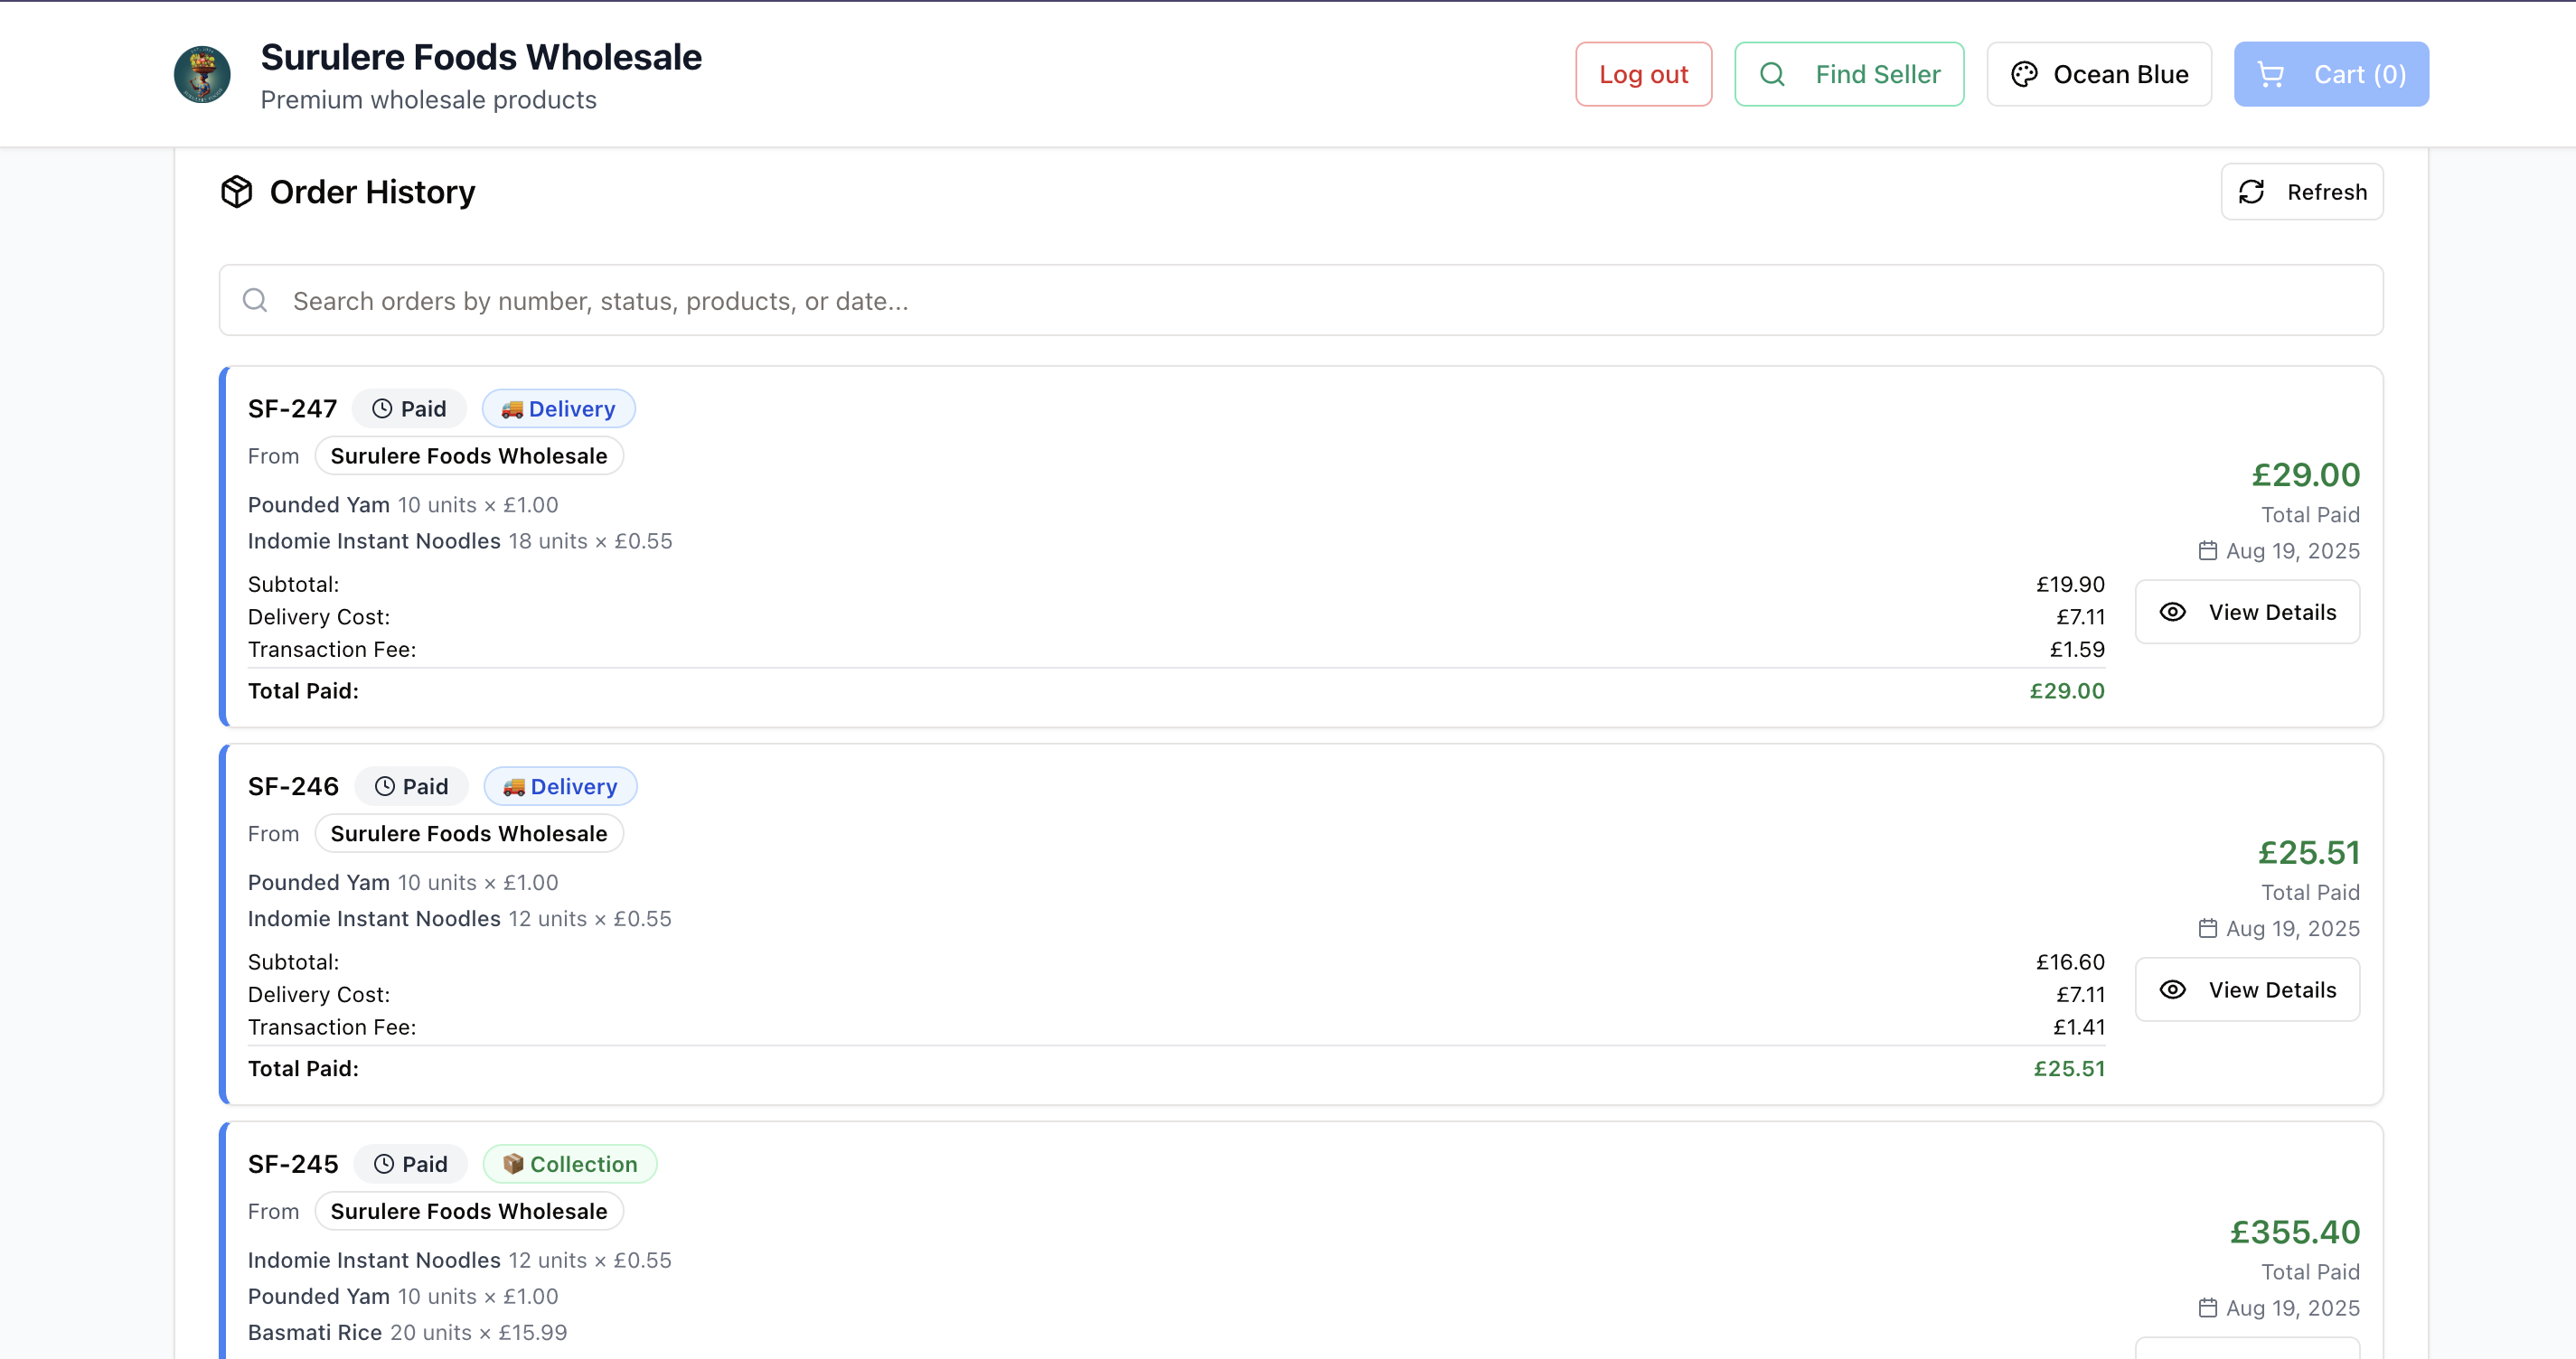 Surulere Foods Wholesale
Premium wholesale products
Log out
Find Seller
Ocean Blue
Cart (0)
Order History
Refresh
Search orders by number, status, products, or date...
SF-247 Paid Delivery
From Surulere Foods Wholesale
Pounded Yam 10 units × £1.00
Indomie Instant Noodles 18 units × £0.55
Subtotal: £19.90
Delivery Cost: £7.11
Transaction Fee: £1.59
Total Paid: £29.00
£29.00
Total Paid
Aug 19, 2025
View Details
SF-246 Paid Delivery
From Surulere Foods Wholesale
Pounded Yam 10 units × £1.00
Indomie Instant Noodles 12 units × £0.55
Subtotal: £16.60
Delivery Cost: £7.11
Transaction Fee: £1.41
Total Paid: £25.51
£25.51
Total Paid
Aug 19, 2025
View Details
SF-245 Paid Collection
From Surulere Foods Wholesale
Indomie Instant Noodles 12 units × £0.55
Pounded Yam 10 units × £1.00
Basmati Rice 20 units × £15.99
£355.40
Total Paid
Aug 19, 2025